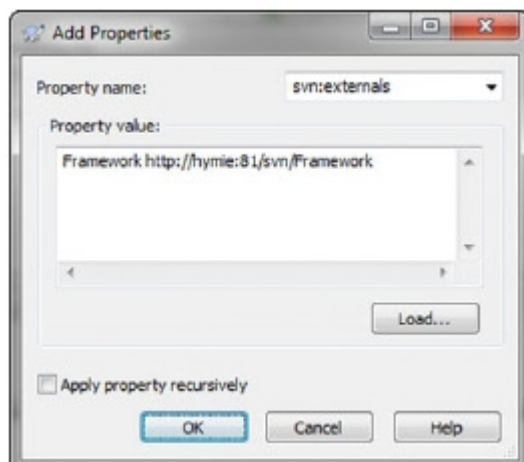 Add Properties
Property name: svn:externals
Property value:
Framework http://hymie:81/svn/Framework
Load...
Apply property recursively
OK Cancel Help